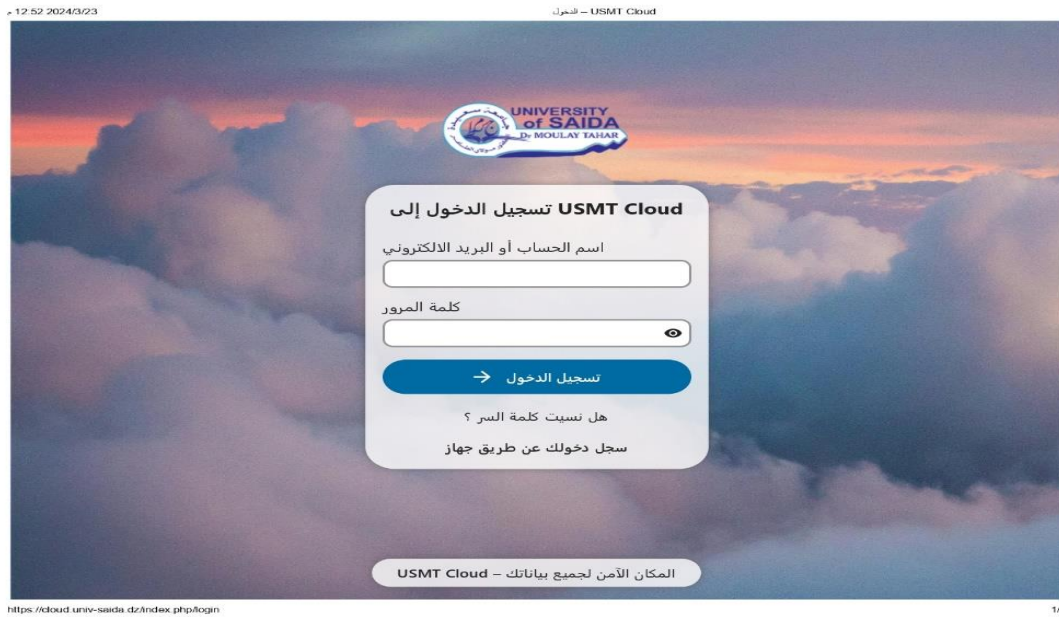 12:52 2024/3/23 م
USMT Cloud – الدخول
UNIVERSITY
of SAIDA
Dr MOULAY TAHAR
تسجيل الدخول إلى USMT Cloud
اسم الحساب أو البريد الالكتروني
كلمة المرور
تسجيل الدخول
هل نسيت كلمة السر ؟
سجل دخولك عن طريق جهاز
USMT Cloud – المكان الآمن لجميع بياناتك
https://cloud.univ-saida.dz/index.php/login
1/